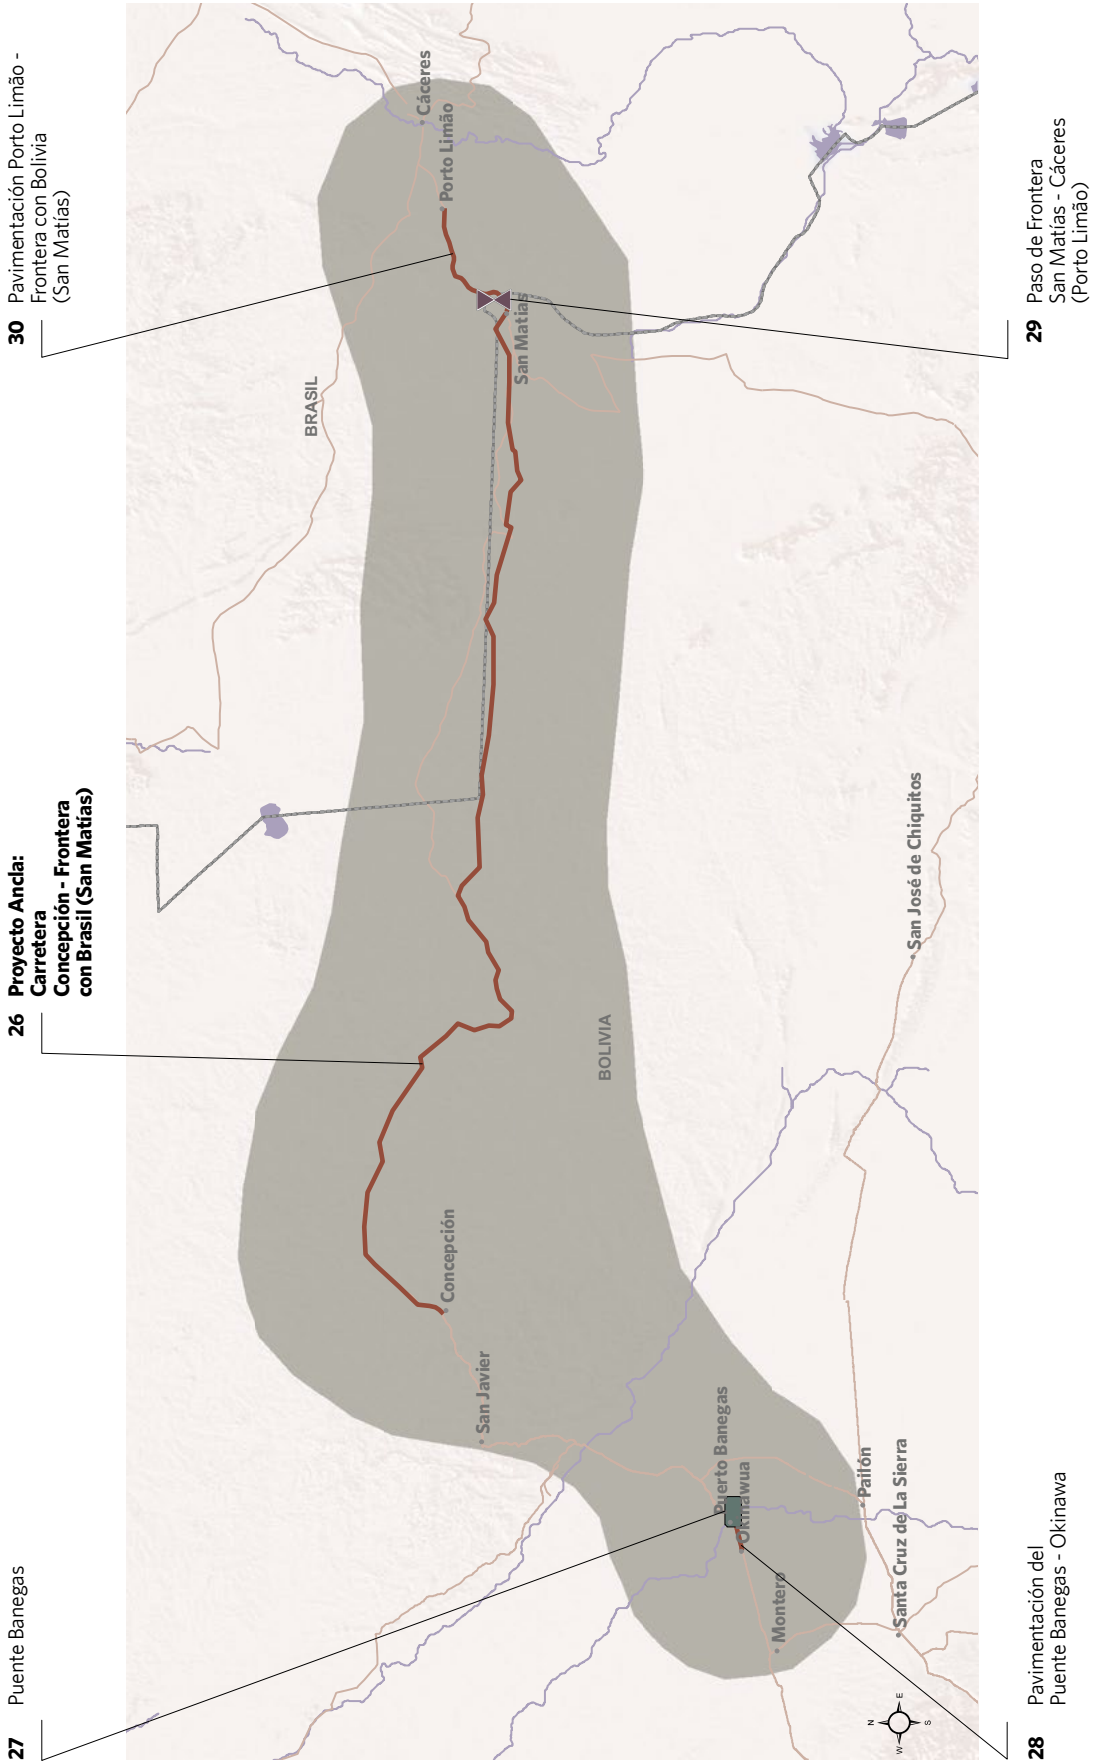 27 Puente Banegas
26 Proyecto Ancla:
Carretera
Concepción - Frontera
con Brasil (San Matías)
30 Pavimentación Porto Limão -
Frontera con Bolivia
(San Matías)
BRASIL
Cáceres
Porto Limão
San Matias
Concepción
San Javier
BOLIVIA
Puerto Banegas
Okinawua
Montero
Pailón
Santa Cruz de La Sierra
San José de Chiquitos
N
W
E
S
28 Pavimentación del
Puente Banegas - Okinawa
29 Paso de Frontera
San Matías - Cáceres
(Porto Limão)